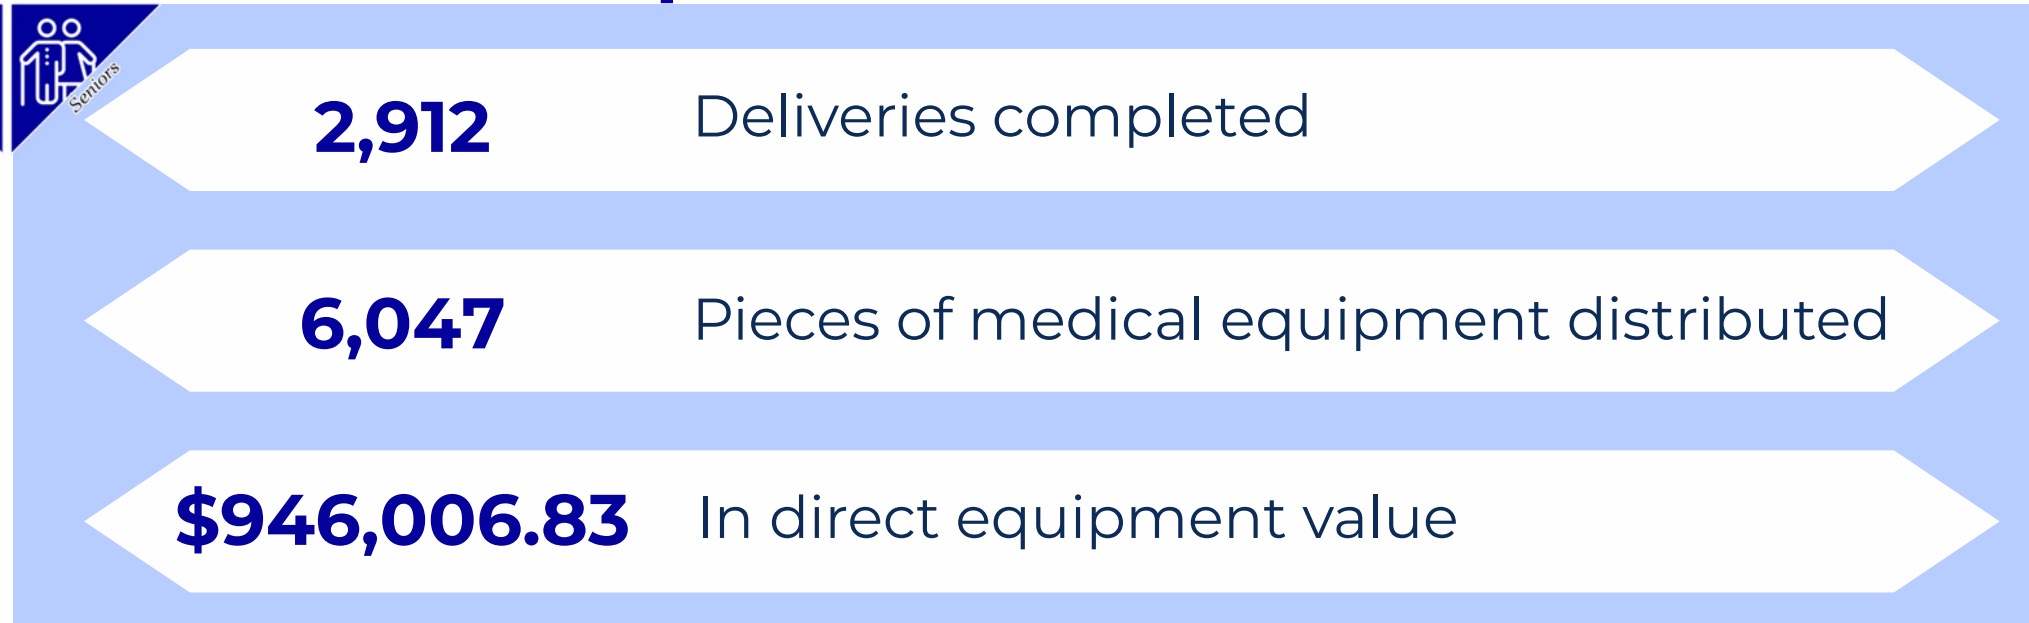 Seniors
2,912 Deliveries completed
6,047 Pieces of medical equipment distributed
$946,006.83 In direct equipment value